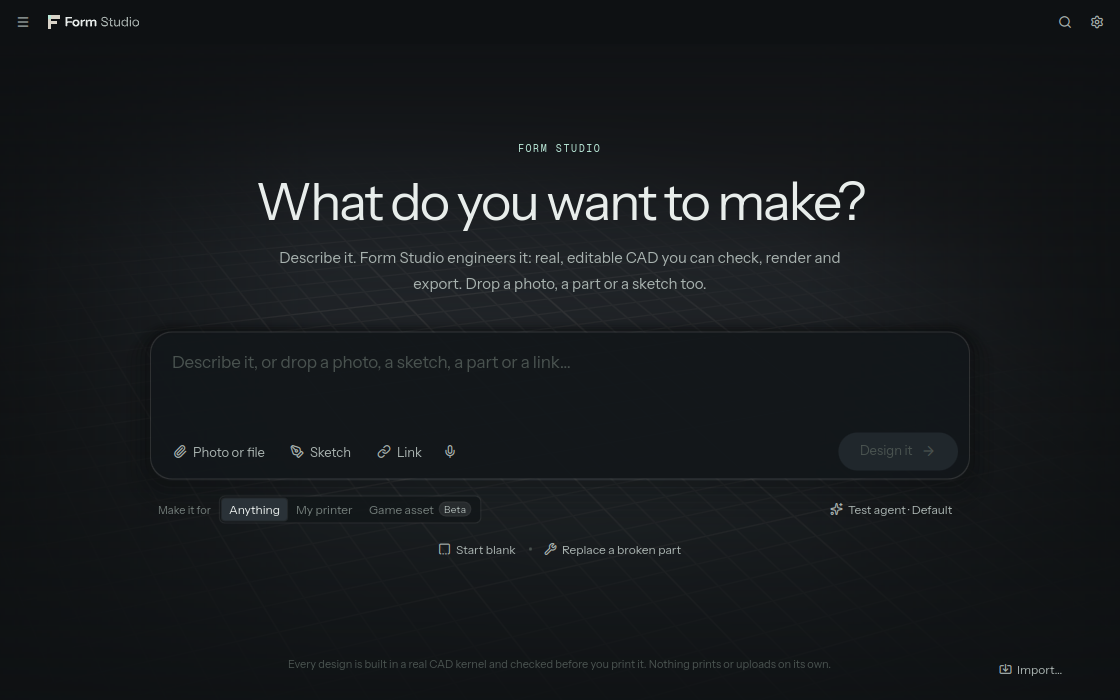 Form Studio
FORM STUDIO
What do you want to make?
Describe it. Form Studio engineers it: real, editable CAD you can check, render and
export. Drop a photo, a part or a sketch too.
Describe it, or drop a photo, a sketch, a part or a link...
Photo or file Sketch Link Design it
Make it for Anything My printer Game asset Beta Test agent · Default
Start blank • Replace a broken part
Every design is built in a real CAD kernel and checked before you print it. Nothing prints or uploads on its own.
Import...